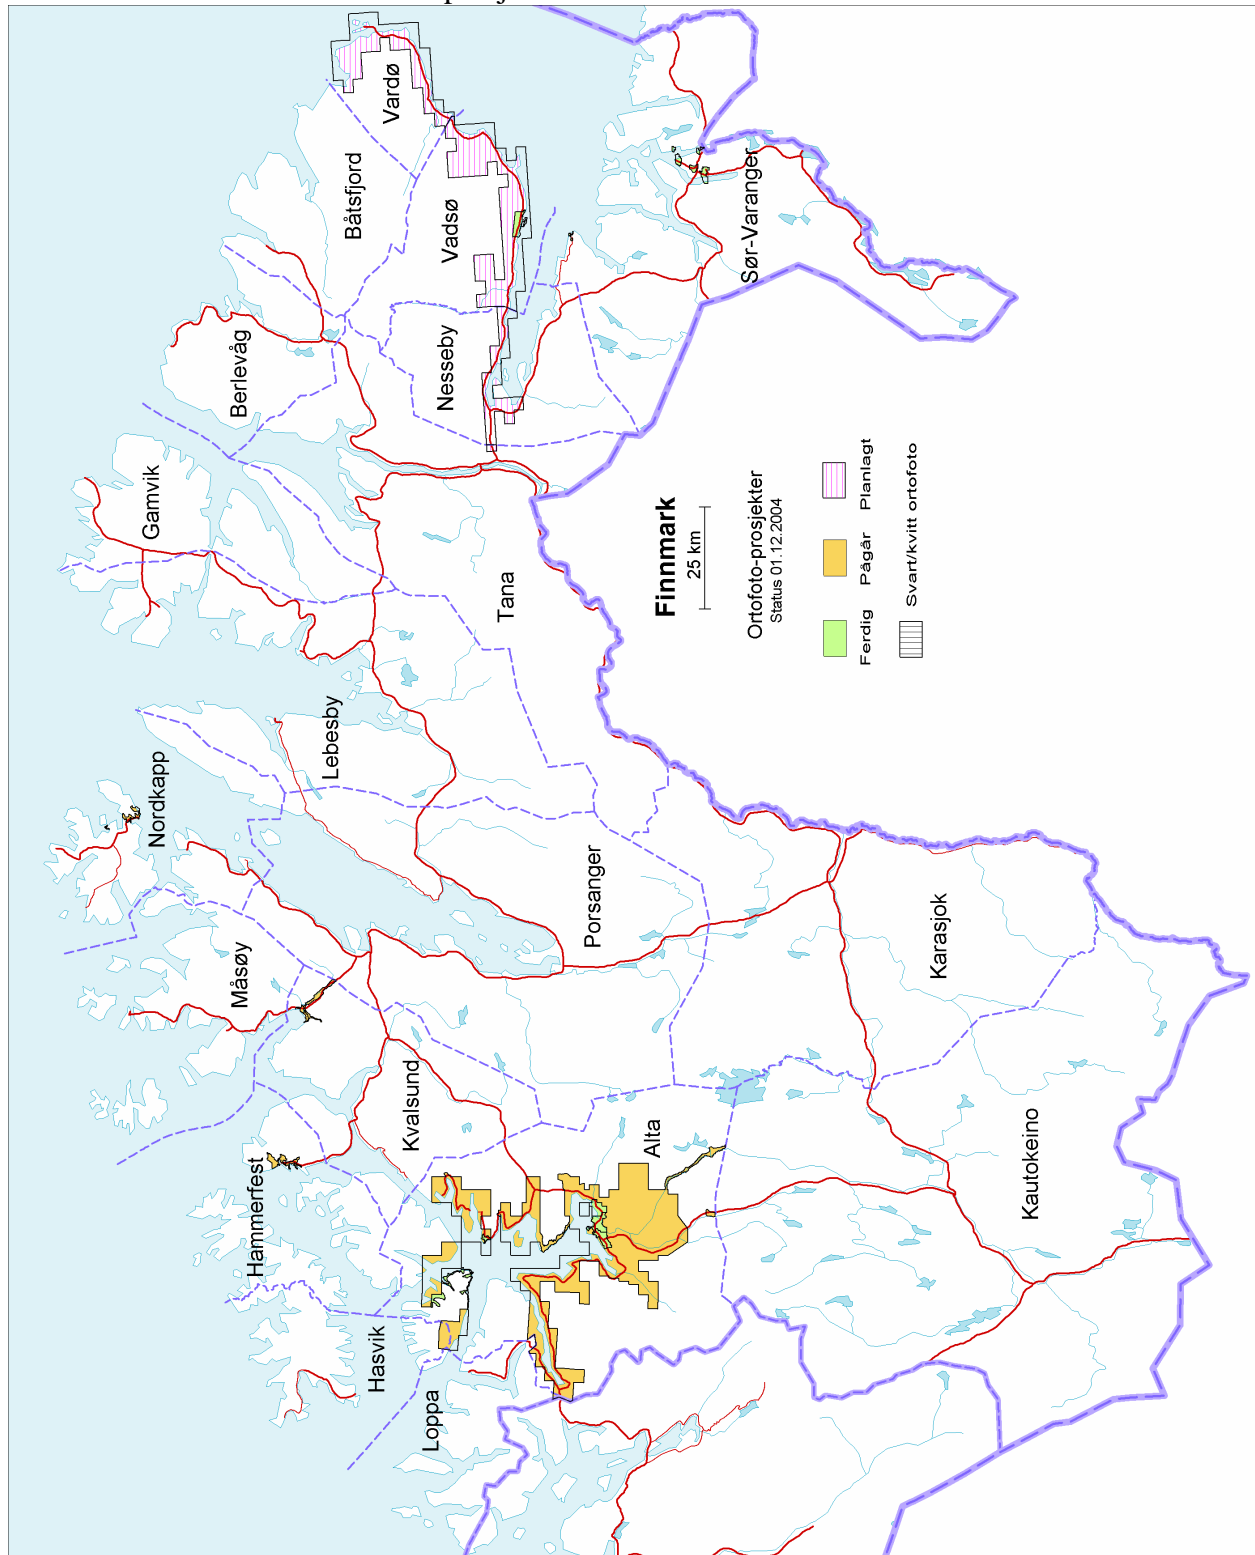 Vardø
Båtsfjord
Vadsø
Sør-Varanger
Berlevåg
Nesseby
Gamvik
Tana
Lebesby
Nordkapp
Porsanger
Måsøy
Karasjok
Kvalsund
Alta
Kautokeino
Hammerfest
Hasvik
Loppa
Finnmark
25 km
Ortofoto-prosjekter
Status 01.12.2004
Ferdig Pågår Planlagt
Svart/kvitt ortofoto